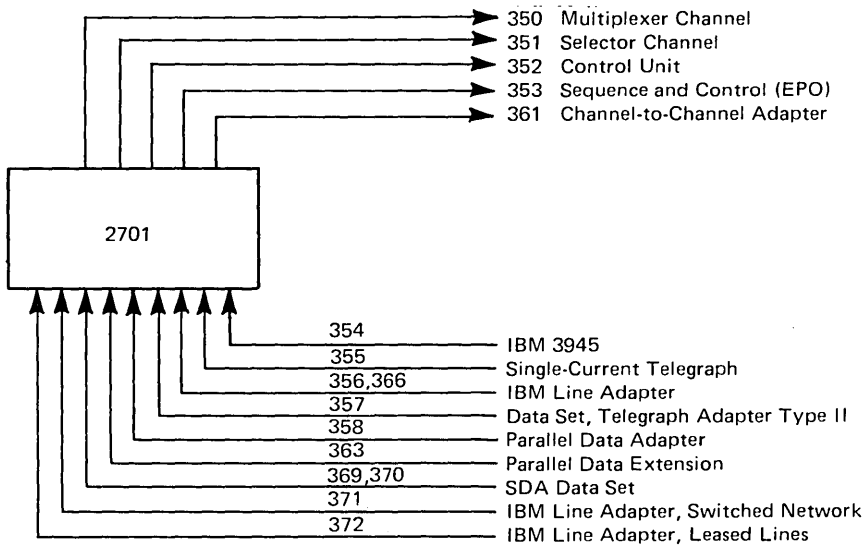 350 Multiplexer Channel
351 Selector Channel
352 Control Unit
353 Sequence and Control (EPO)
361 Channel-to-Channel Adapter
2701
354 IBM 3945
355 Single-Current Telegraph
356,366 IBM Line Adapter
357 Data Set, Telegraph Adapter Type II
358 Parallel Data Adapter
363 Parallel Data Extension
369,370 SDA Data Set
371 IBM Line Adapter, Switched Network
372 IBM Line Adapter, Leased Lines